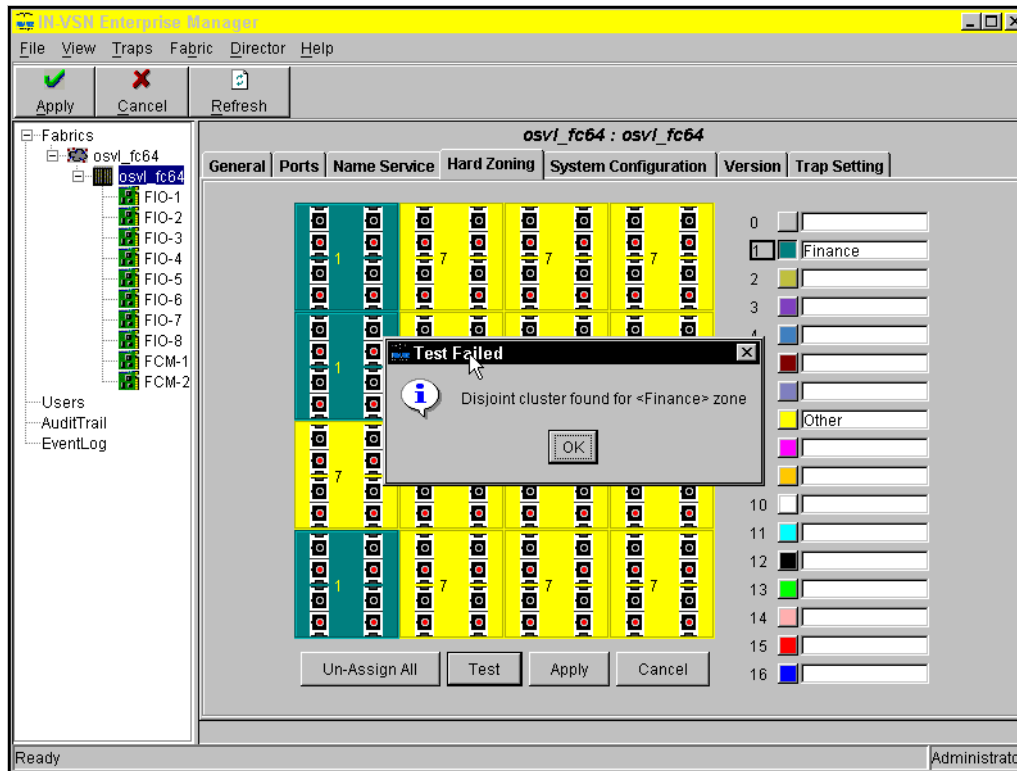 IN-VSN Enterprise Manager
File View Traps Fabric Director Help
Apply Cancel Refresh
Fabrics
osvl_fc64
osvl_fc64
FIO-1
FIO-2
FIO-3
FIO-4
FIO-5
FIO-6
FIO-7
FIO-8
FCM-1
FCM-2
Users
AuditTrail
EventLog
osvl_fc64 : osvl_fc64
General Ports Name Service Hard Zoning System Configuration Version Trap Setting
1 7 7 7
1
7
1 7 7 7
Test Failed
Disjoint cluster found for <Finance> zone
OK
0
1 Finance
2
3
Other
10
11
12
13
14
15
16
Un-Assign All Test Apply Cancel
Ready Administrato